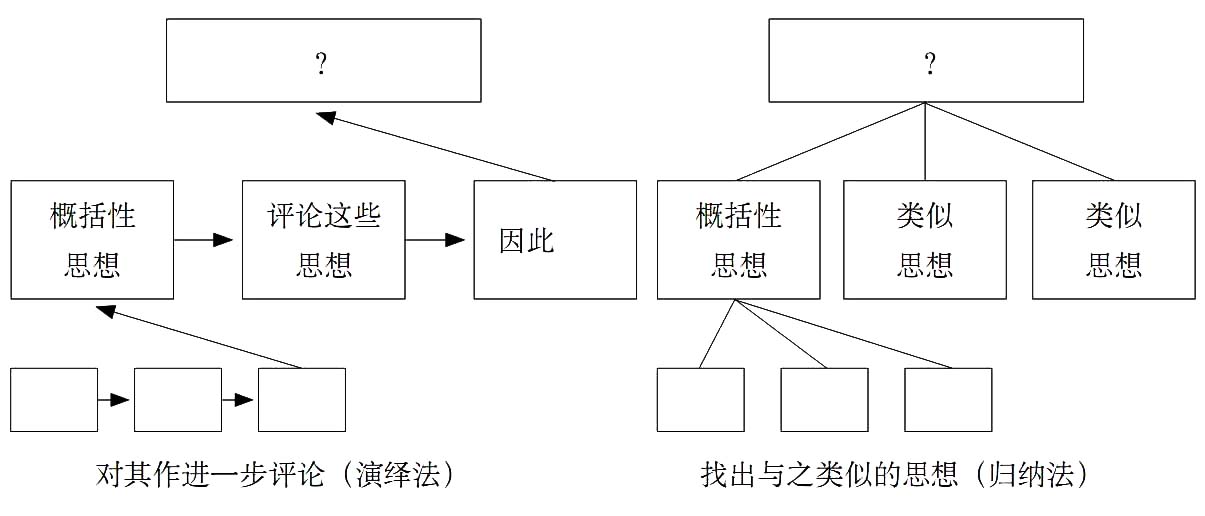 ?
?
概括性
思想
评论这些
思想
因此
概括性
思想
类似
思想
类似
思想
对其作进一步评论（演绎法）
找出与之类似的思想（归纳法）